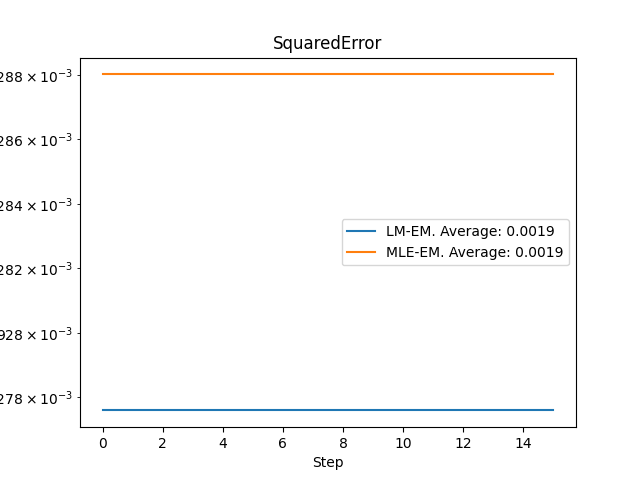 SquaredError
288 × 10⁻³
286 × 10⁻³
284 × 10⁻³
282 × 10⁻³
928 × 10⁻³
278 × 10⁻³
LM-EM. Average: 0.0019
MLE-EM. Average: 0.0019
0 2 4 6 8 10 12 14
Step